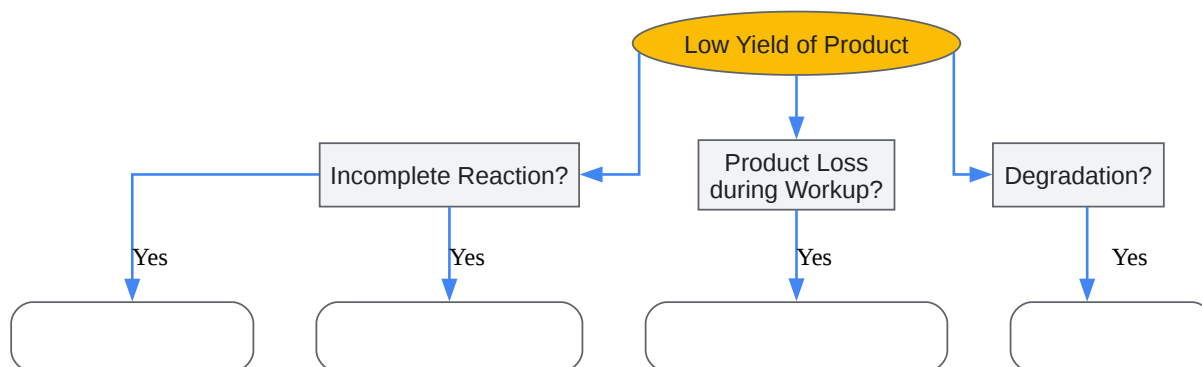 Low Yield of Product
Incomplete Reaction?
Product Loss
during Workup?
Degradation?
Yes
Yes
Yes
Yes